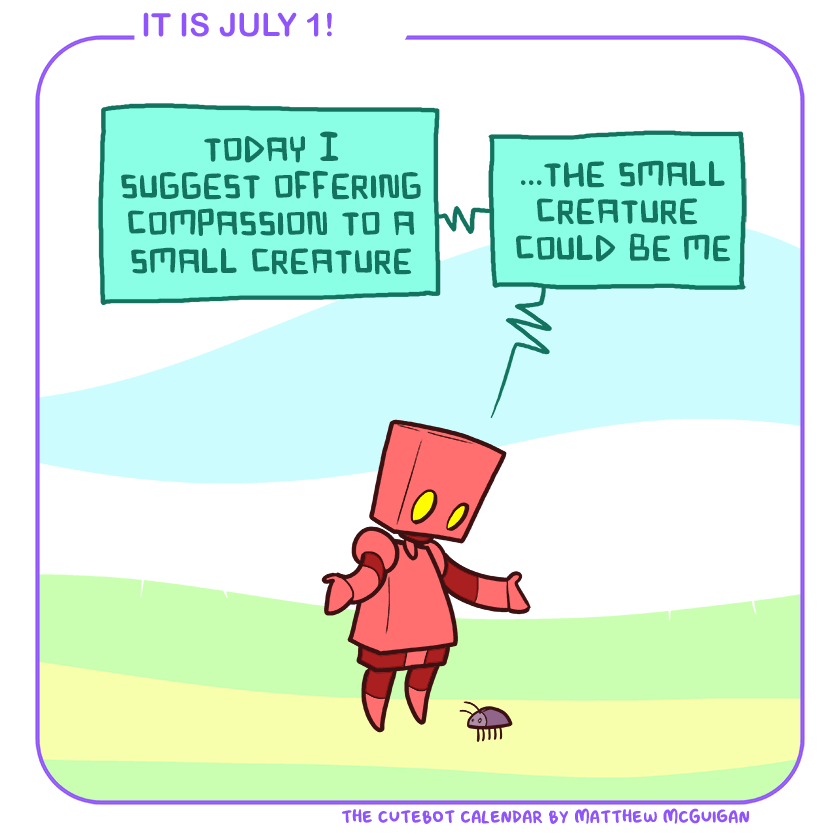 IT IS JULY 1!
TODAY I
SUGGEST OFFERING
COMPASSION TO A
SMALL CREATURE
...THE SMALL
CREATURE
COULD BE ME
THE CUTEBOT CALENDAR BY MATTHEW MCGUIGAN